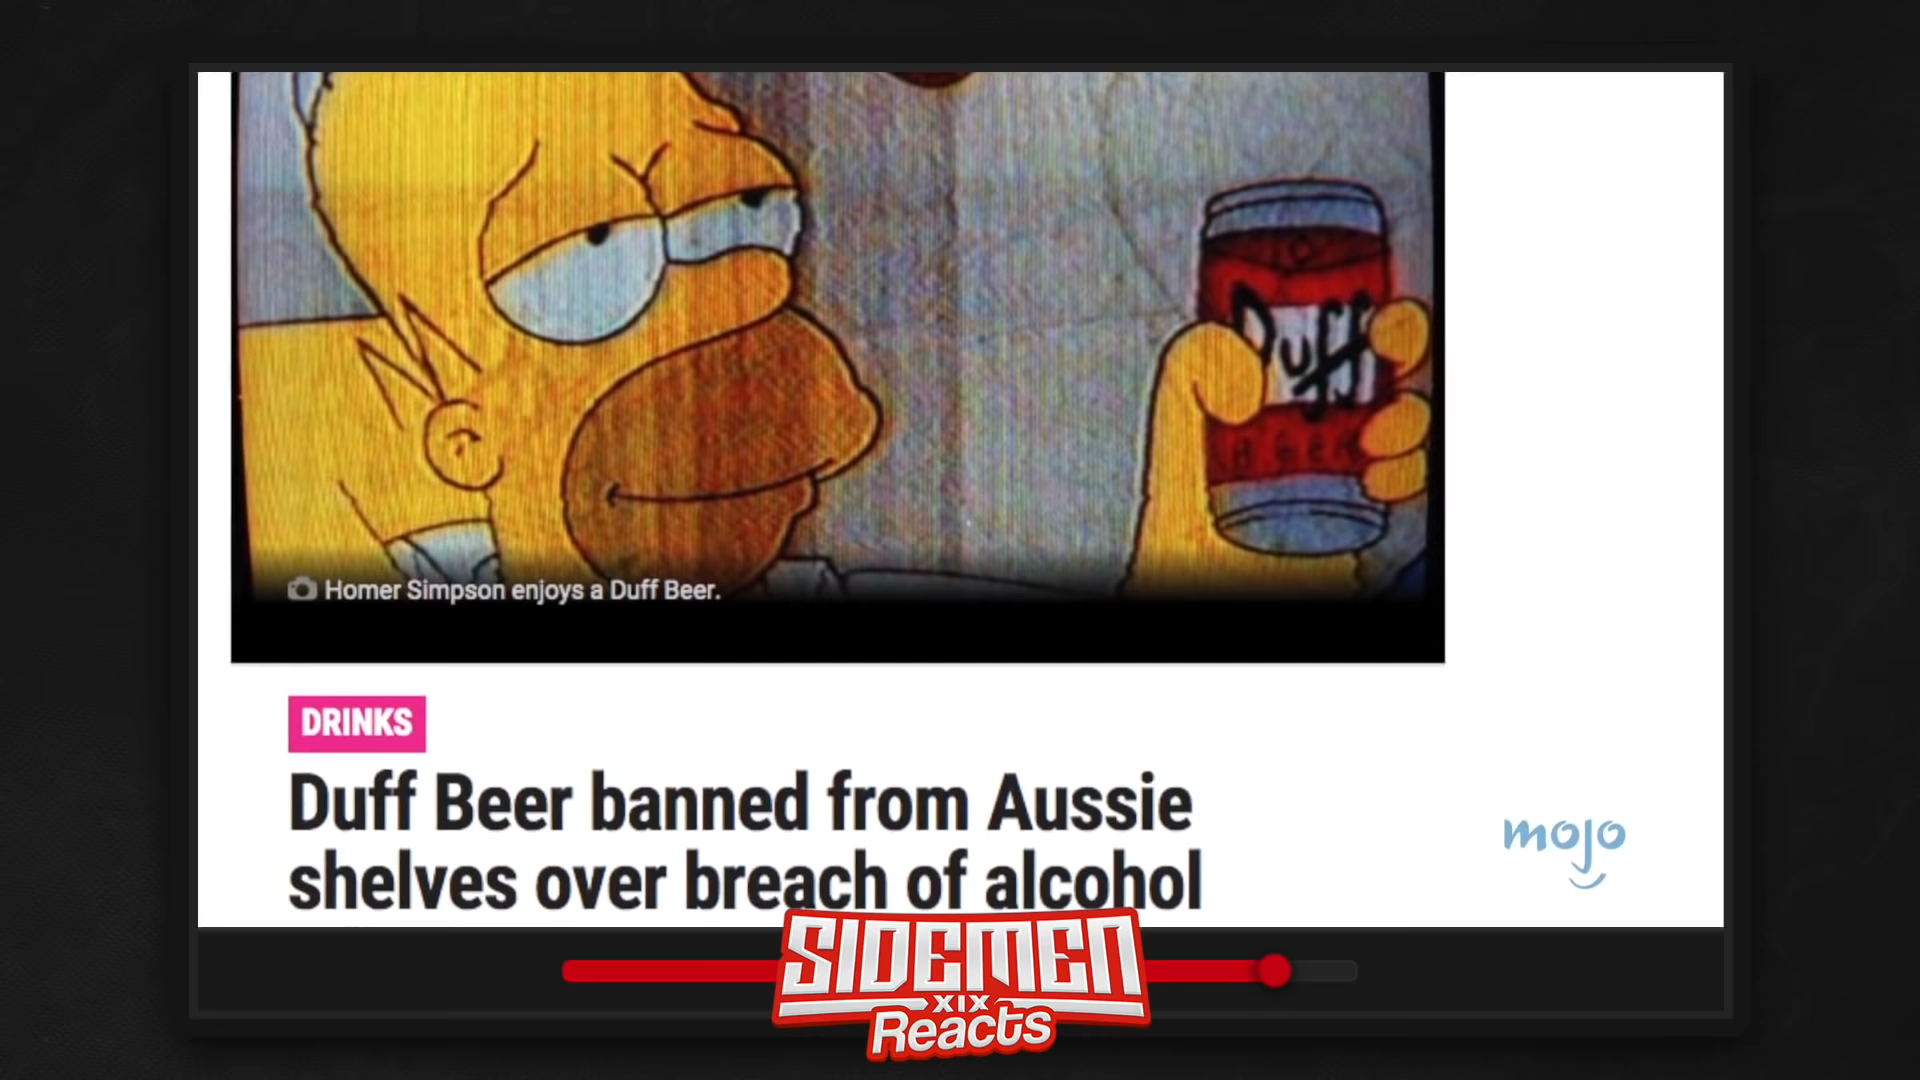 Duff
BEER
Homer Simpson enjoys a Duff Beer.
DRINKS
Duff Beer banned from Aussie
shelves over breach of alcohol
mojo
SIDEMEN
XIX
Reacts